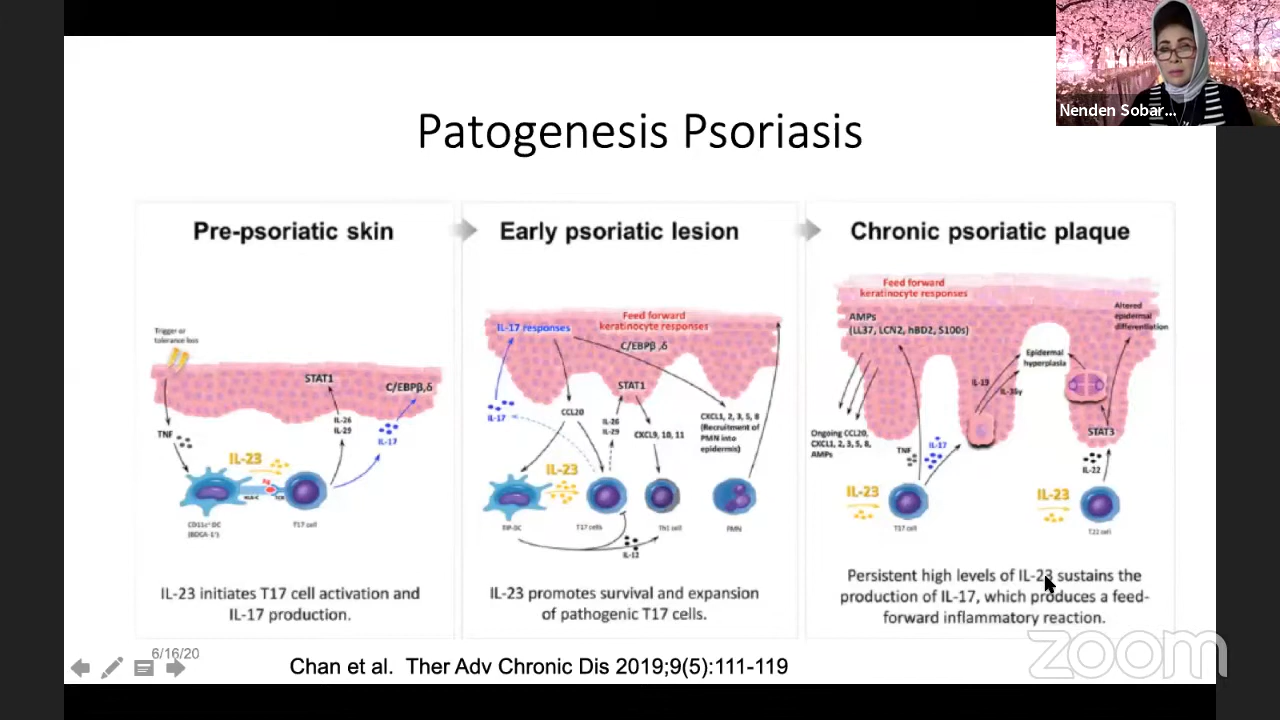 Nenden Sobar...
Patogenesis Psoriasis
Pre-psoriatic skin
Trigger or
tolerance loss
STAT1
C/EBPβ,δ
IL-26
IL-29
TNF
IL-17
IL-23
CD11c⁺ DC
(BDCA-1⁺)
T17 cell
IL-23 initiates T17 cell activation and
IL-17 production.
Early psoriatic lesion
Feed forward
keratinocyte responses
IL-17 responses
C/EBPβ ,δ
STAT1
CCL20
IL-17
IL-26
IL-29
CXCL9, 10, 11
CXCL1, 2, 3, 5, 8
(Recruitment of
PMN into
epidermis)
IL-23
TIP-DC
T17 cells
Th1 cell
PMN
IL-12
IL-23 promotes survival and expansion
of pathogenic T17 cells.
Chronic psoriatic plaque
Feed forward
keratinocyte responses
AMPs
(LL37, LCN2, hBD2, S100s)
Altered
epidermal
differentiation
Epidermal
hyperplasia
IL-19
IL-36γ
Ongoing CCL20,
CXCL1, 2, 3, 5, 8,
AMPs
TNF
IL-17
STAT3
IL-22
IL-23
T17 cell
IL-23
T22 cell
Persistent high levels of IL-23 sustains the
production of IL-17, which produces a feed-
forward inflammatory reaction.
6/16/20
Chan et al. Ther Adv Chronic Dis 2019;9(5):111-119
zoom